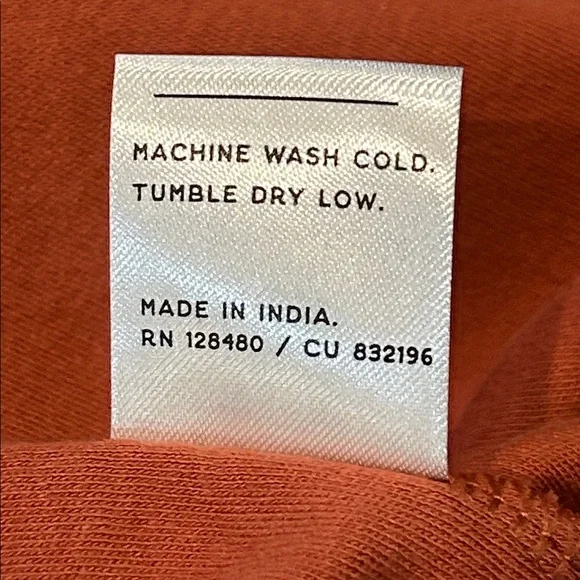 MACHINE WASH COLD.
TUMBLE DRY LOW.
MADE IN INDIA.
RN 128480 / CU 832196